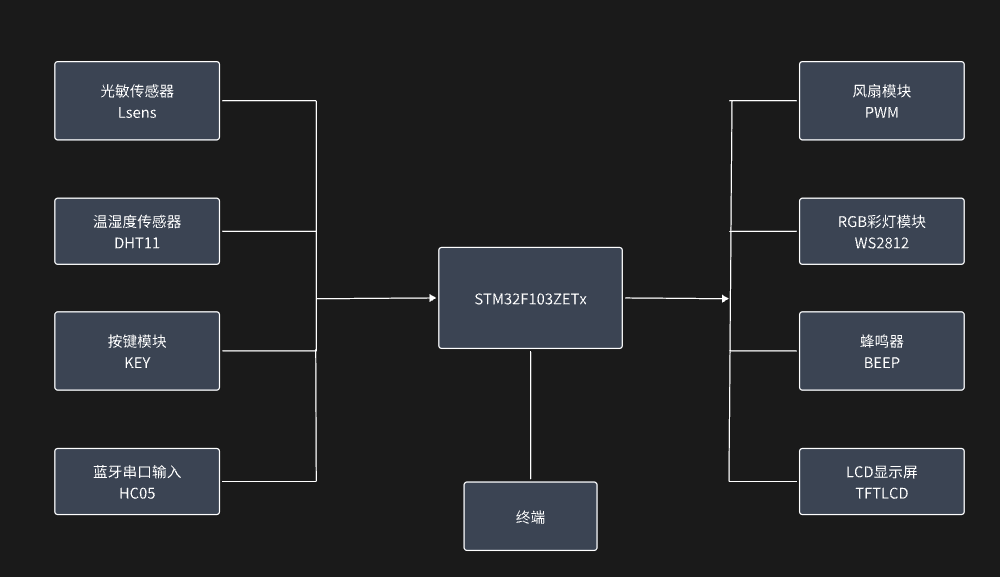 光敏传感器
Lsens
温湿度传感器
DHT11
按键模块
KEY
蓝牙串口输入
HC05
STM32F103ZETx
终端
风扇模块
PWM
RGB彩灯模块
WS2812
蜂鸣器
BEEP
LCD显示屏
TFTLCD